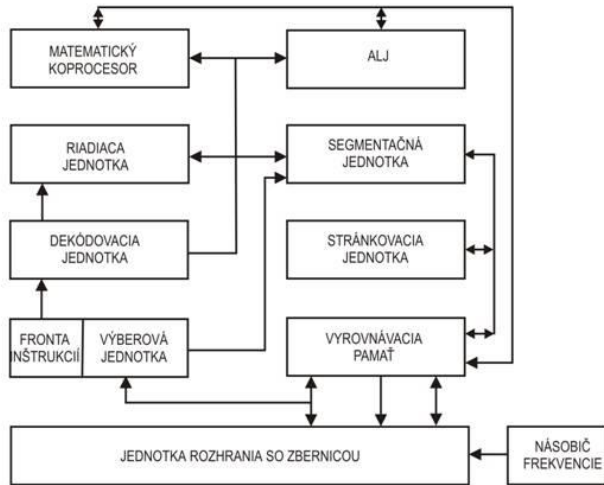 MATEMATICKÝ
KOPROCESOR
ALJ
RIADIACA
JEDNOTKA
SEGMENTAČNÁ
JEDNOTKA
DEKÓDOVACIA
JEDNOTKA
STRÁNKOVACIA
JEDNOTKA
FRONTA
INŠTRUKCIÍ
VÝBEROVÁ
JEDNOTKA
VYROVNÁVACIA
PAMAŤ
JEDNOTKA ROZHRANIA SO ZBERNICOU
NÁSOBIČ
FREKVENCIE